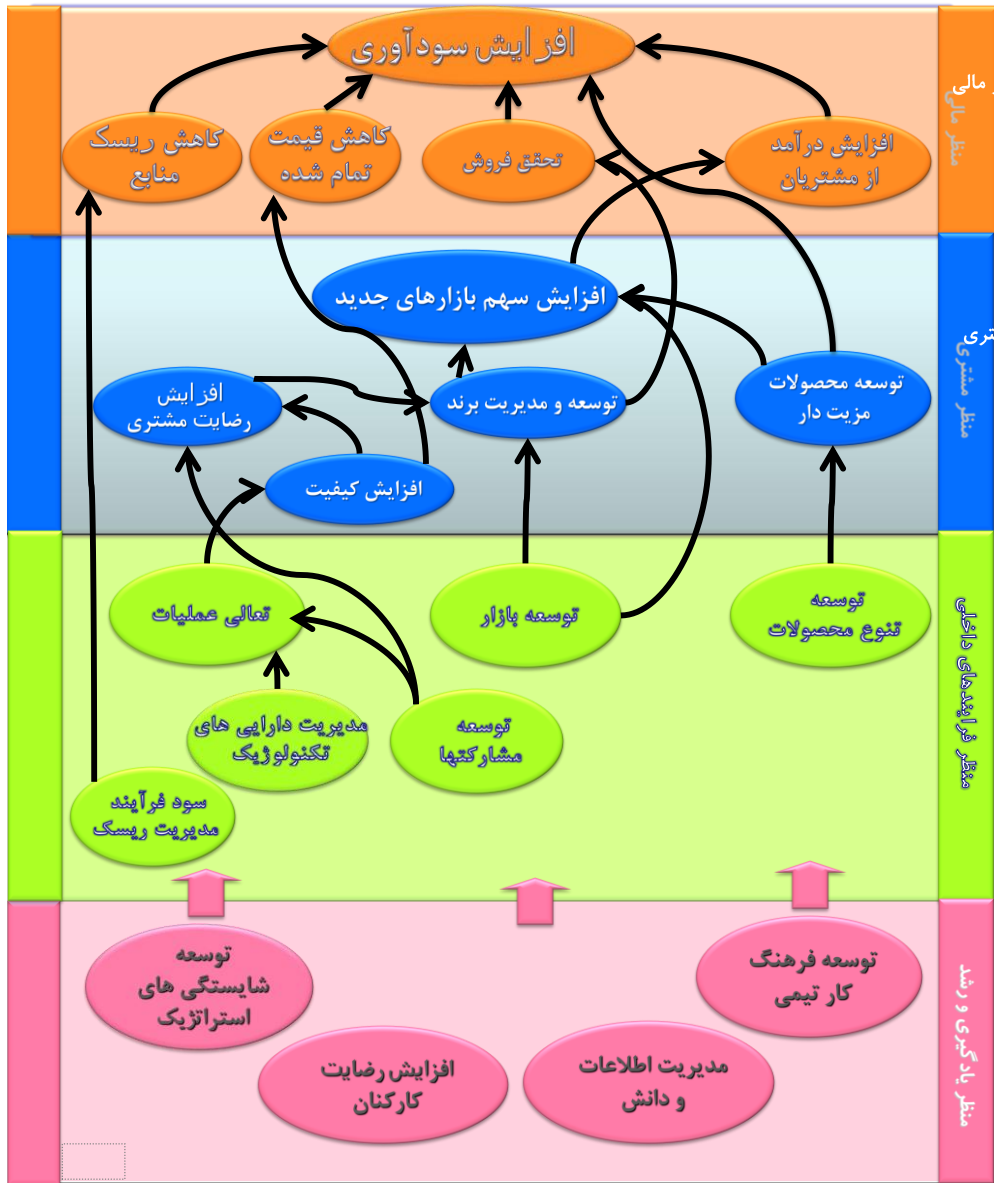 افزایش سودآوری
مالی
منظر مالی
کاهش ریسک
منابع
کاهش قیمت
تمام شده
تحقق فروش
افزایش درآمد
از مشتریان
افزایش سهم بازارهای جدید
تری
منظر مشتری
افزایش
رضایت مشتری
توسعه و مدیریت برند
توسعه محصولات
مزیت دار
افزایش کیفیت
تعالی عملیات
توسعه بازار
توسعه
تنوع محصولات
منظر فرایندهای داخلی
مدیریت دارایی های
تکنولوژیک
توسعه
مشارکتها
سود فرآیند
مدیریت ریسک
توسعه
شایستگی های
استراتژیک
توسعه فرهنگ
کار تیمی
منظر یادگیری و رشد
افزایش رضایت
کارکنان
مدیریت اطلاعات
و دانش